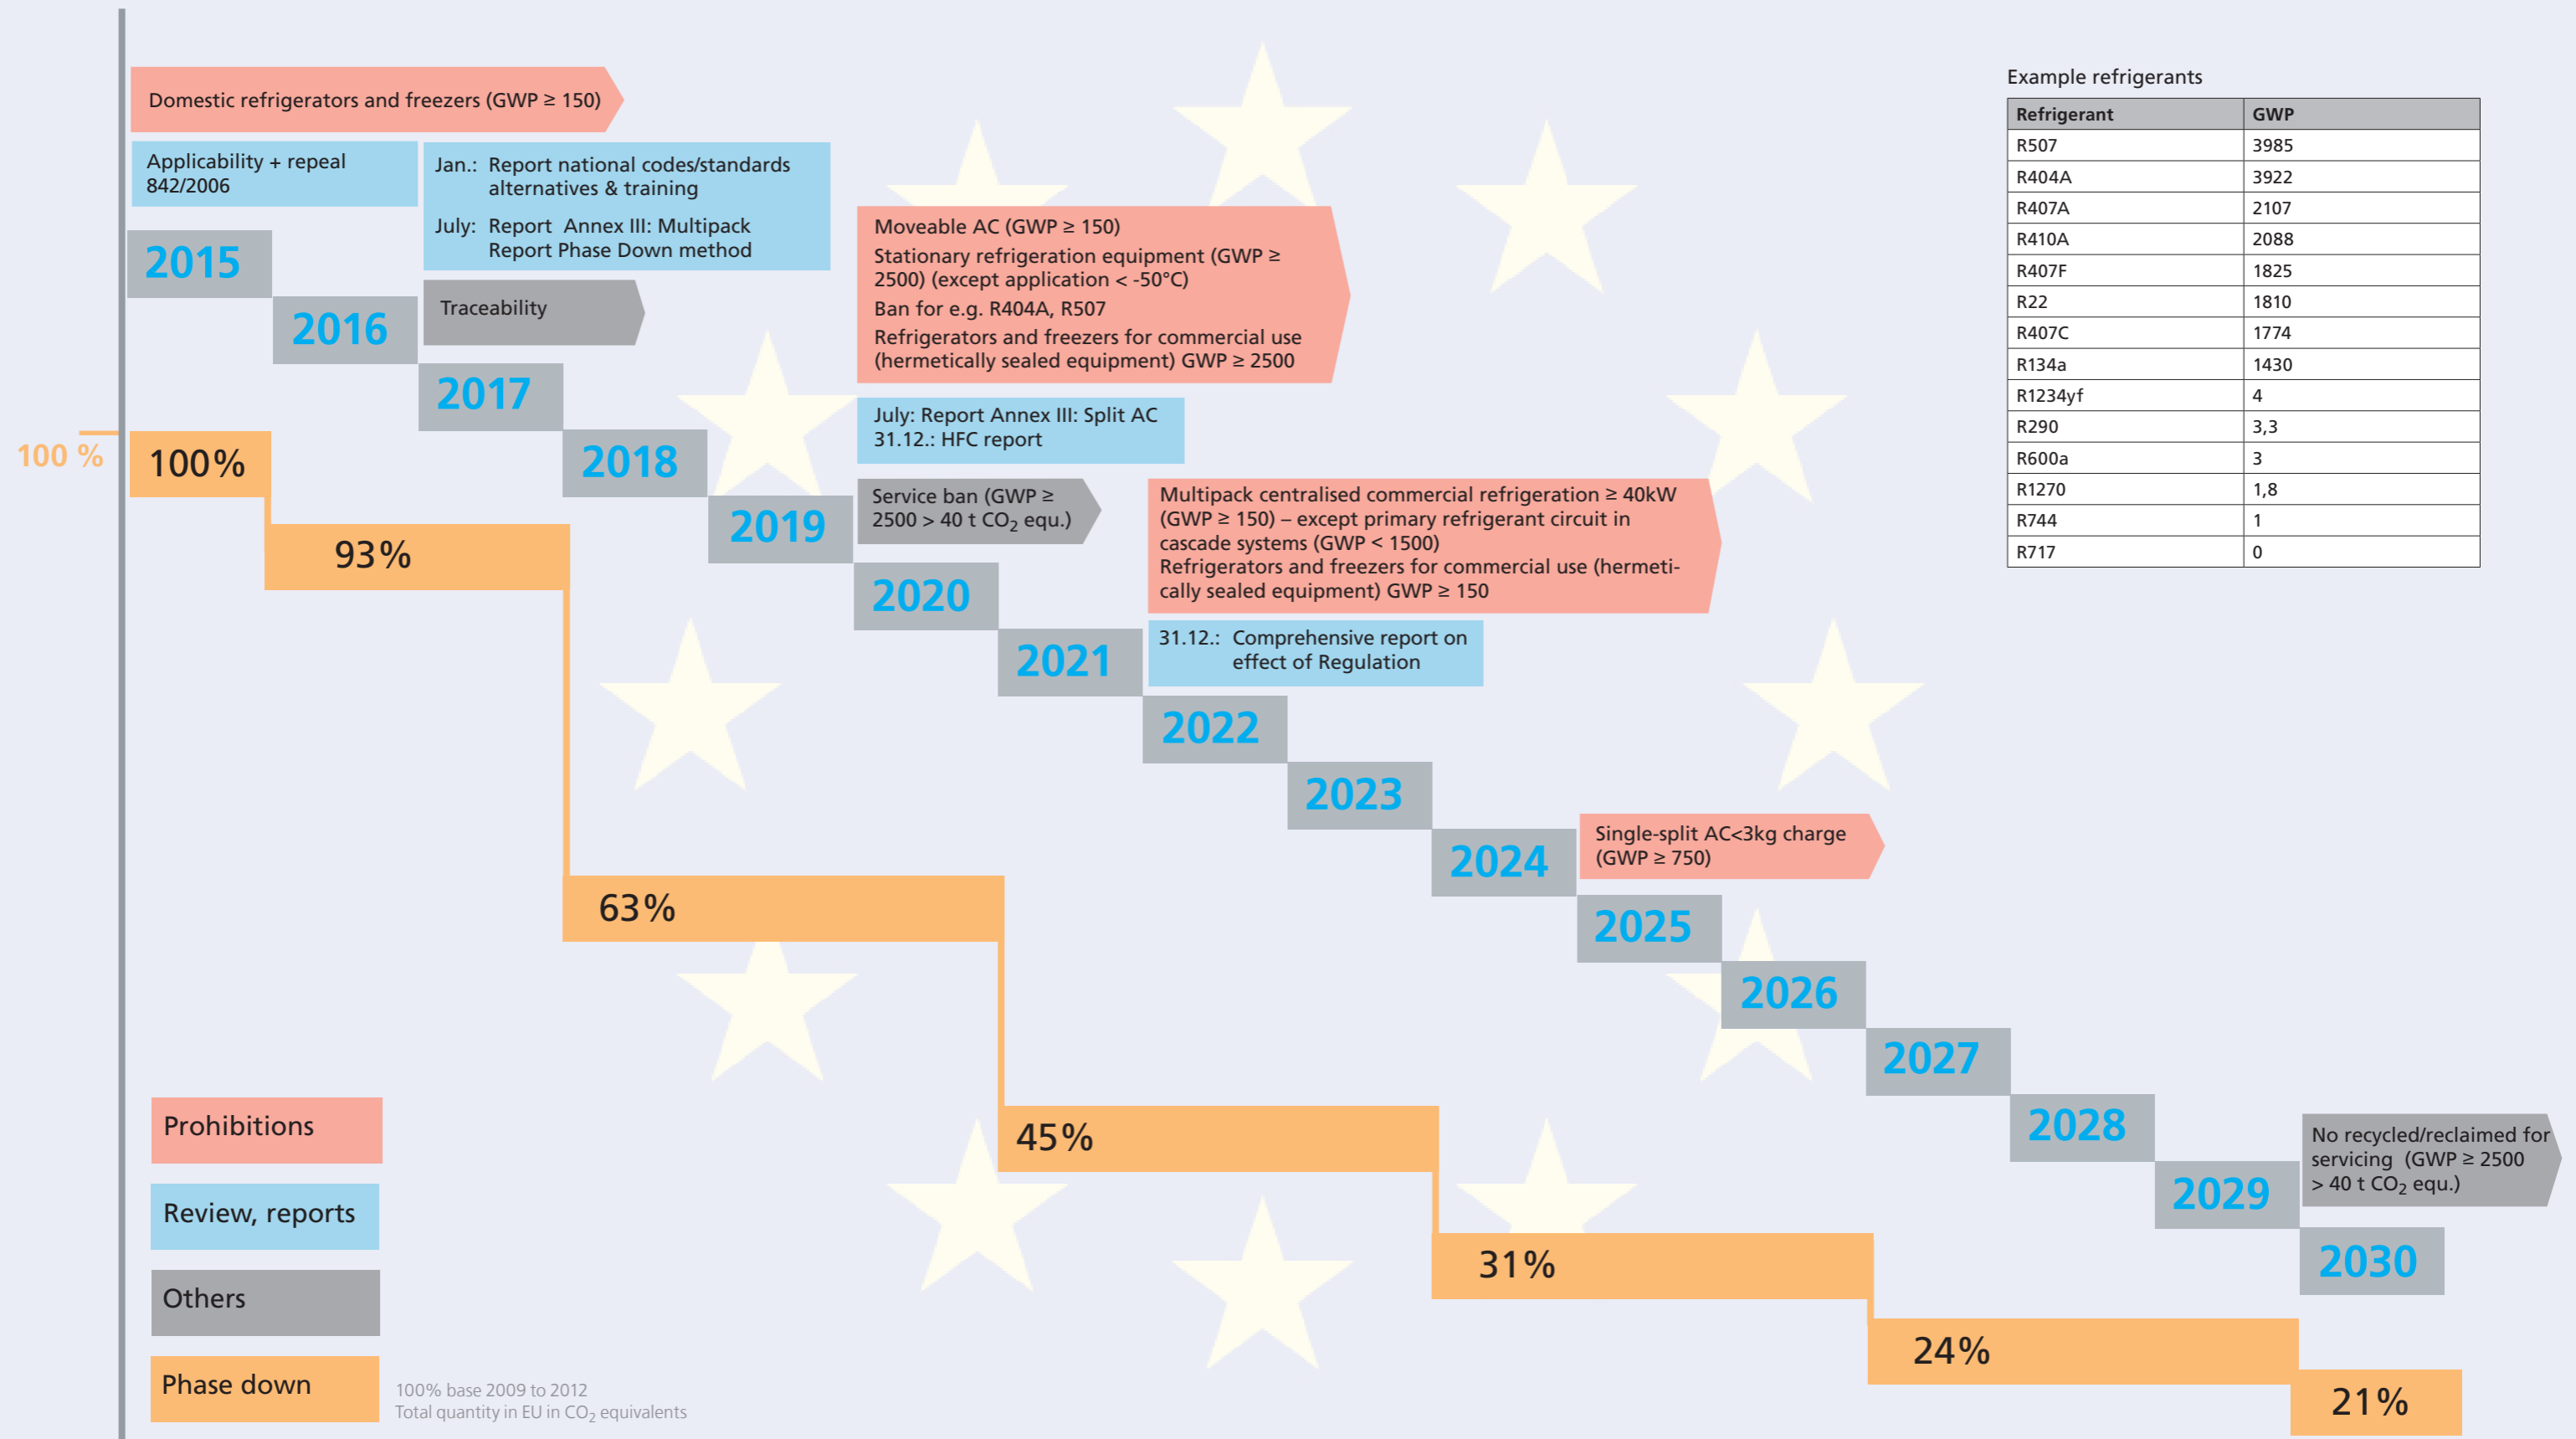 Domestic refrigerators and freezers (GWP ≥ 150)
Applicability + repeal
842/2006
Jan.: Report national codes/standards
alternatives & training
July: Report Annex III: Multipack
Report Phase Down method
2015
2016
Traceability
2017
Moveable AC (GWP ≥ 150)
Stationary refrigeration equipment (GWP ≥
2500) (except application < -50°C)
Ban for e.g. R404A, R507
Refrigerators and freezers for commercial use
(hermetically sealed equipment) GWP ≥ 2500
July: Report Annex III: Split AC
31.12.: HFC report
2018
2019
Service ban (GWP ≥
2500 > 40 t CO₂ equ.)
2020
Multipack centralised commercial refrigeration ≥ 40kW
(GWP ≥ 150) – except primary refrigerant circuit in
cascade systems (GWP < 1500)
Refrigerators and freezers for commercial use (hermeti-
cally sealed equipment) GWP ≥ 150
2021
31.12.: Comprehensive report on
effect of Regulation
2022
2023
2024
Single-split AC<3kg charge
(GWP ≥ 750)
2025
2026
2027
2028
2029
No recycled/reclaimed for
servicing (GWP ≥ 2500
> 40 t CO₂ equ.)
2030
Example refrigerants
Refrigerant GWP
R507 3985
R404A 3922
R407A 2107
R410A 2088
R407F 1825
R22 1810
R407C 1774
R134a 1430
R1234yf 4
R290 3,3
R600a 3
R1270 1,8
R744 1
R717 0
100 %
100%
93%
63%
45%
31%
24%
21%
Prohibitions
Review, reports
Others
Phase down
100% base 2009 to 2012
Total quantity in EU in CO₂ equivalents